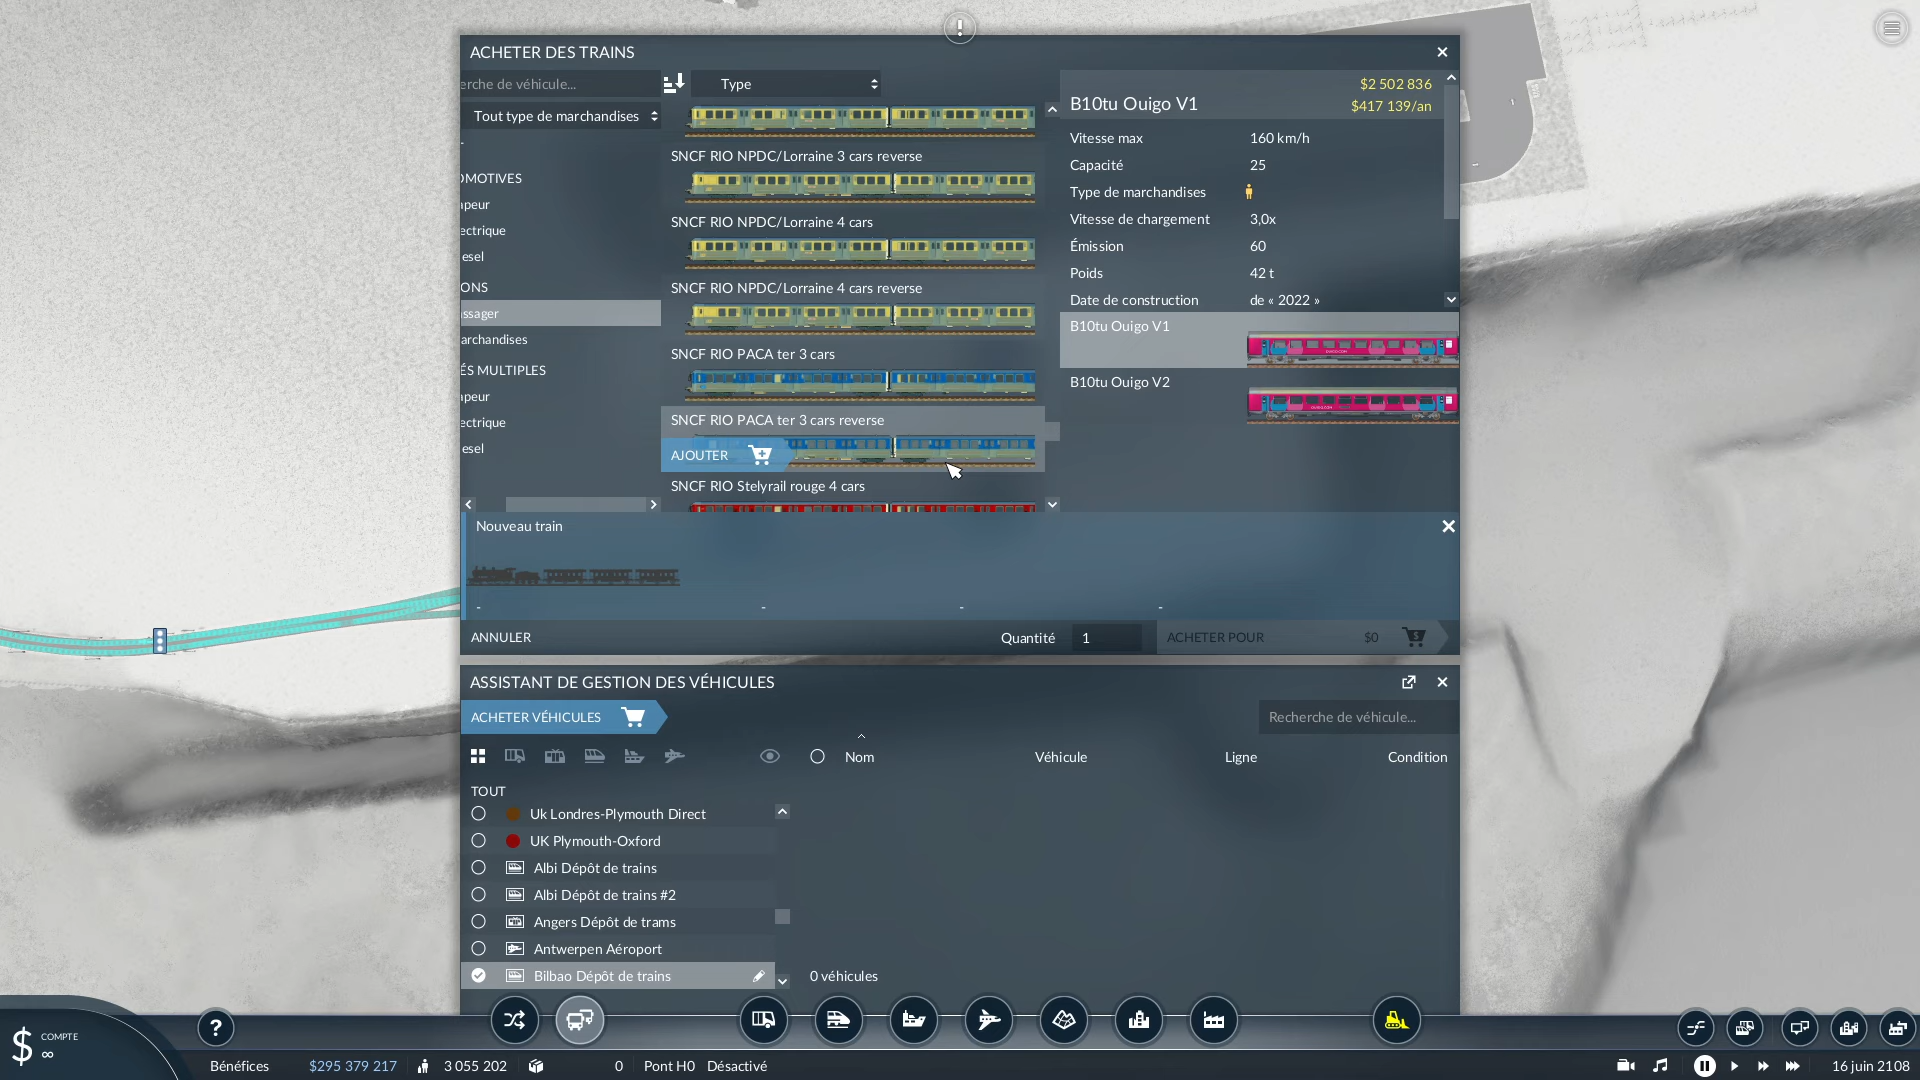 ACHETER DES TRAINS
erche de véhicule...
Type
Tout type de marchandises
OMOTIVES
apeur
ectrique
esel
ONS
ssager
archandises
ÉS MULTIPLES
apeur
ectrique
esel
SNCF RIO NPDC/Lorraine 3 cars reverse
SNCF RIO NPDC/Lorraine 4 cars
SNCF RIO NPDC/Lorraine 4 cars reverse
SNCF RIO PACA ter 3 cars
SNCF RIO PACA ter 3 cars reverse
AJOUTER
SNCF RIO Stelyrail rouge 4 cars
$2 502 836
B10tu Ouigo V1
$417 139/an
Vitesse max 160 km/h
Capacité 25
Type de marchandises
Vitesse de chargement 3,0x
Émission 60
Poids 42 t
Date de construction de « 2022 »
B10tu Ouigo V1
B10tu Ouigo V2
Nouveau train
- - - -
ANNULER
Quantité 1
ACHETER POUR $0
ASSISTANT DE GESTION DES VÉHICULES
ACHETER VÉHICULES
Recherche de véhicule...
Nom Véhicule Ligne Condition
TOUT
Uk Londres-Plymouth Direct
UK Plymouth-Oxford
Albi Dépôt de trains
Albi Dépôt de trains #2
Angers Dépôt de trams
Antwerpen Aéroport
Bilbao Dépôt de trains
0 véhicules
$ COMPTE
∞
?
Bénéfices $295 379 217
3 055 202
0
Pont H0 Désactivé
16 juin 2108